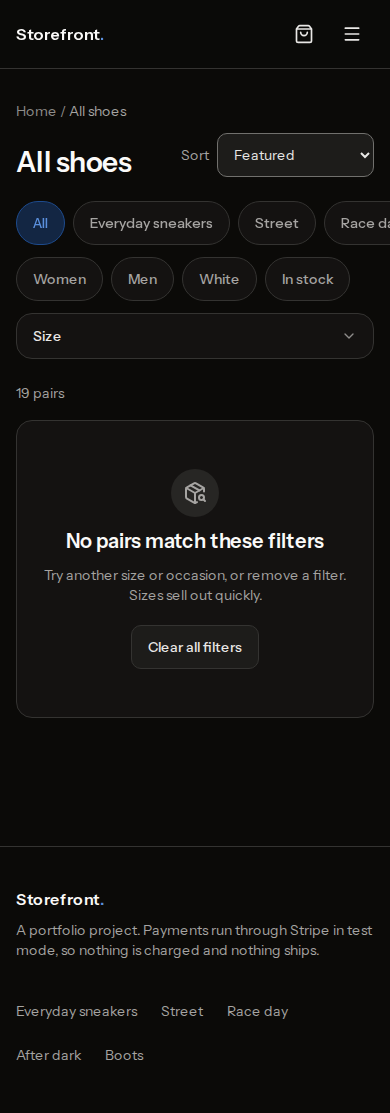 Storefront.
Home / All shoes
All shoes
Sort
Featured
All
Everyday sneakers
Street
Race da
Women
Men
White
In stock
Size
19 pairs
No pairs match these filters
Try another size or occasion, or remove a filter.
Sizes sell out quickly.
Clear all filters
Storefront.
A portfolio project. Payments run through Stripe in test
mode, so nothing is charged and nothing ships.
Everyday sneakers
Street
Race day
After dark
Boots